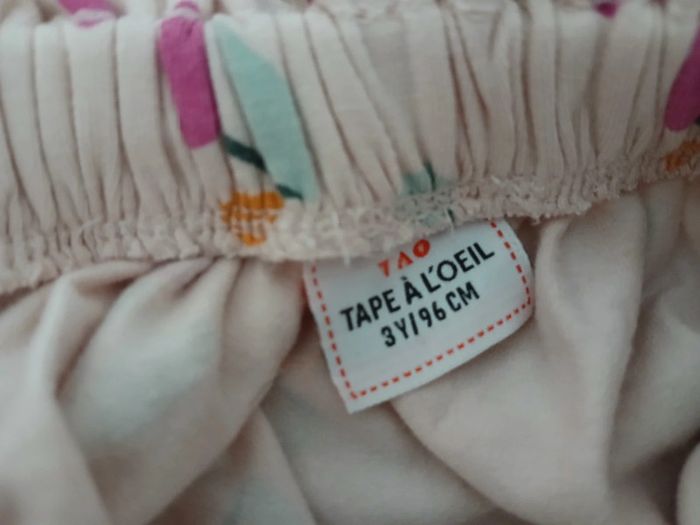 TAO
TAPE À L'OEIL
3Y/96 CM